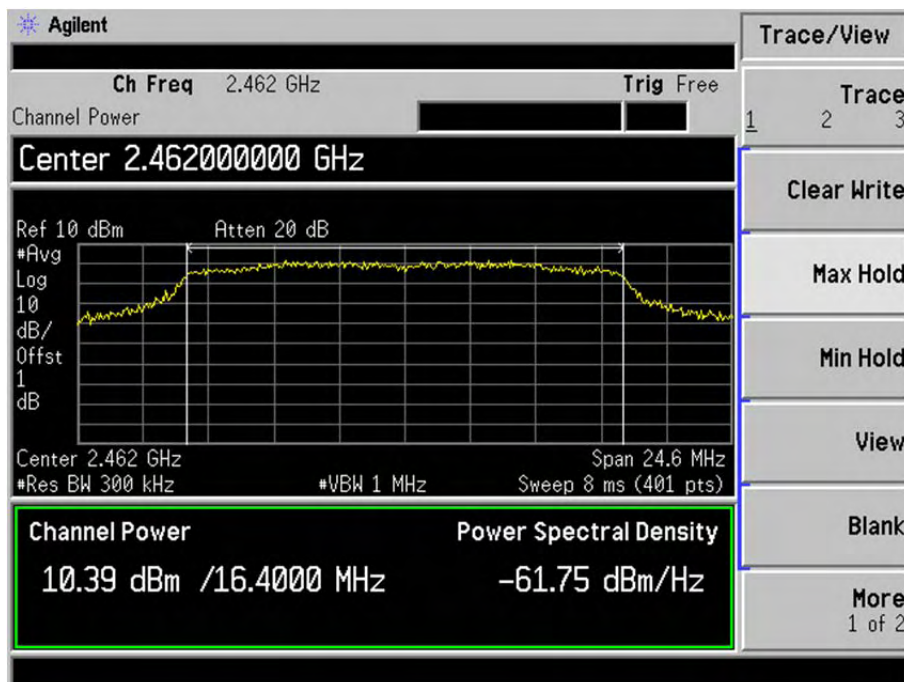 Agilent
Trace/View
Ch Freq 2.462 GHz Trig Free
Channel Power
Trace
1 2 3
Center 2.462000000 GHz
Clear Write
Ref 10 dBm Atten 20 dB
#Avg
Log
10
dB/
Offst
1
dB
Max Hold
Min Hold
View
Center 2.462 GHz Span 24.6 MHz
#Res BW 300 kHz #VBW 1 MHz Sweep 8 ms (401 pts)
Channel Power Power Spectral Density
10.39 dBm /16.4000 MHz -61.75 dBm/Hz
Blank
More
1 of 2